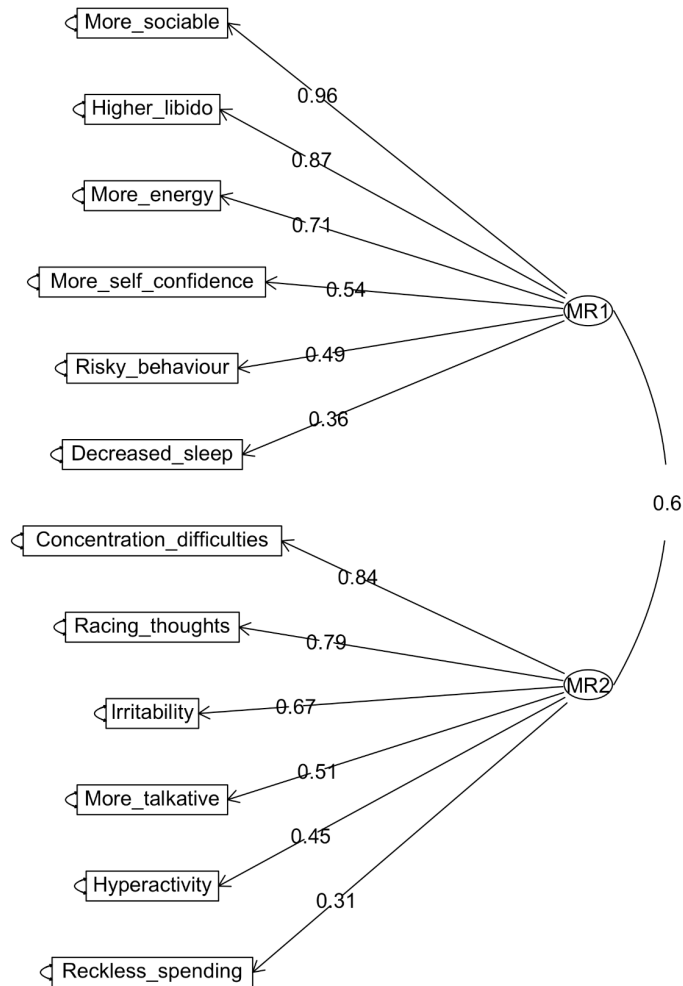 More_sociable
0.96
Higher_libido
0.87
More_energy
0.71
More_self_confidence
0.54
MR1
Risky_behaviour
0.49
0.36
Decreased_sleep
0.6
Concentration_difficulties
0.84
Racing_thoughts
0.79
MR2
Irritability
0.67
0.51
More_talkative
0.45
Hyperactivity
0.31
Reckless_spending